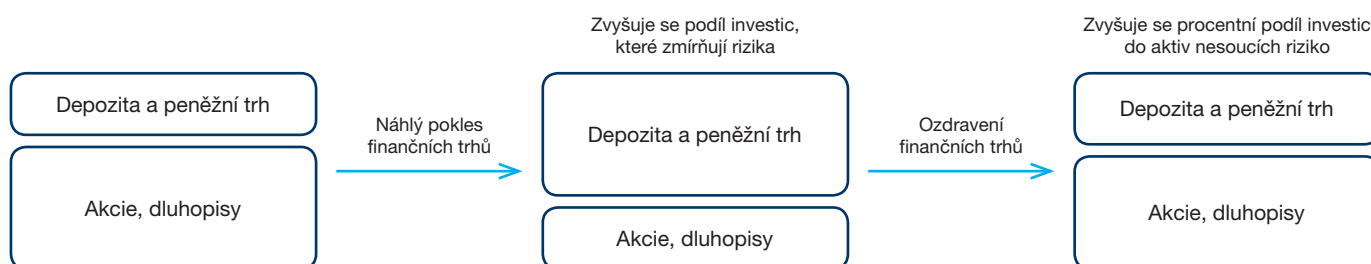 Depozita a peněžní trh
Akcie, dluhopisy
Náhlý pokles
finančních trhů
Zvyšuje se podíl investic,
které zmírňují rizika
Depozita a peněžní trh
Akcie, dluhopisy
Ozdravení
finančních trhů
Zvyšuje se procentní podíl investic
do aktiv nesoucích riziko
Depozita a peněžní trh
Akcie, dluhopisy